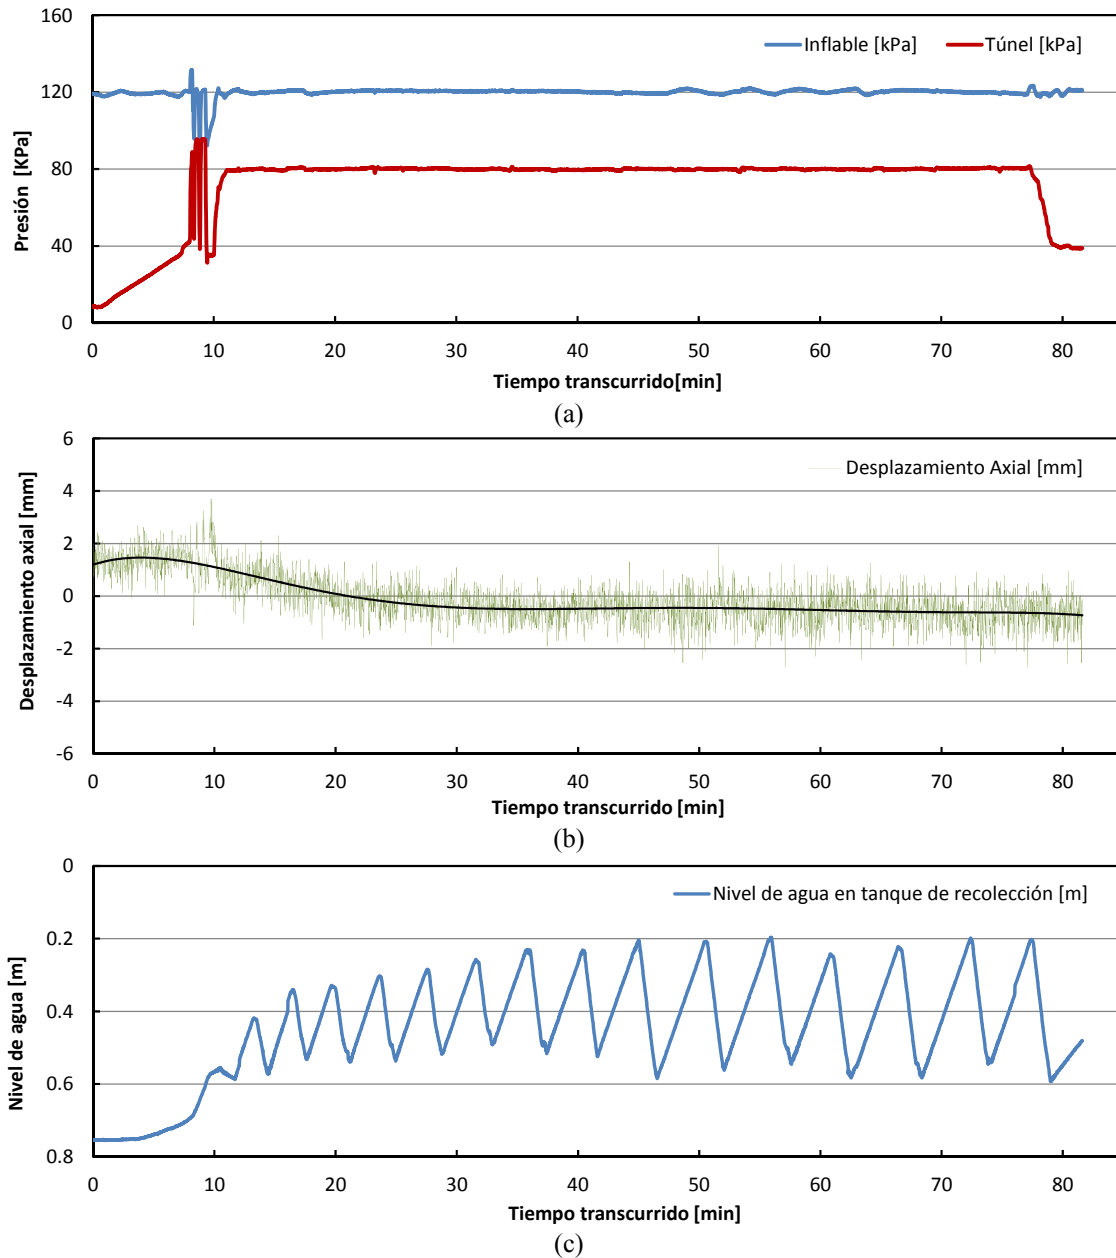 160
120
80
40
0
Presión [KPa]
Inflable [kPa] Túnel [kPa]
0 10 20 30 40 50 60 70 80
Tiempo transcurrido[min]
(a)
6
4
2
0
-2
-4
-6
Desplazamiento axial [mm]
Desplazamiento Axial [mm]
0 10 20 30 40 50 60 70 80
Tiempo transcurrido [min]
(b)
0
0.2
0.4
0.6
0.8
Nivel de agua [m]
Nivel de agua en tanque de recolección [m]
0 10 20 30 40 50 60 70 80
Tiempo transcurrido [min]
(c)